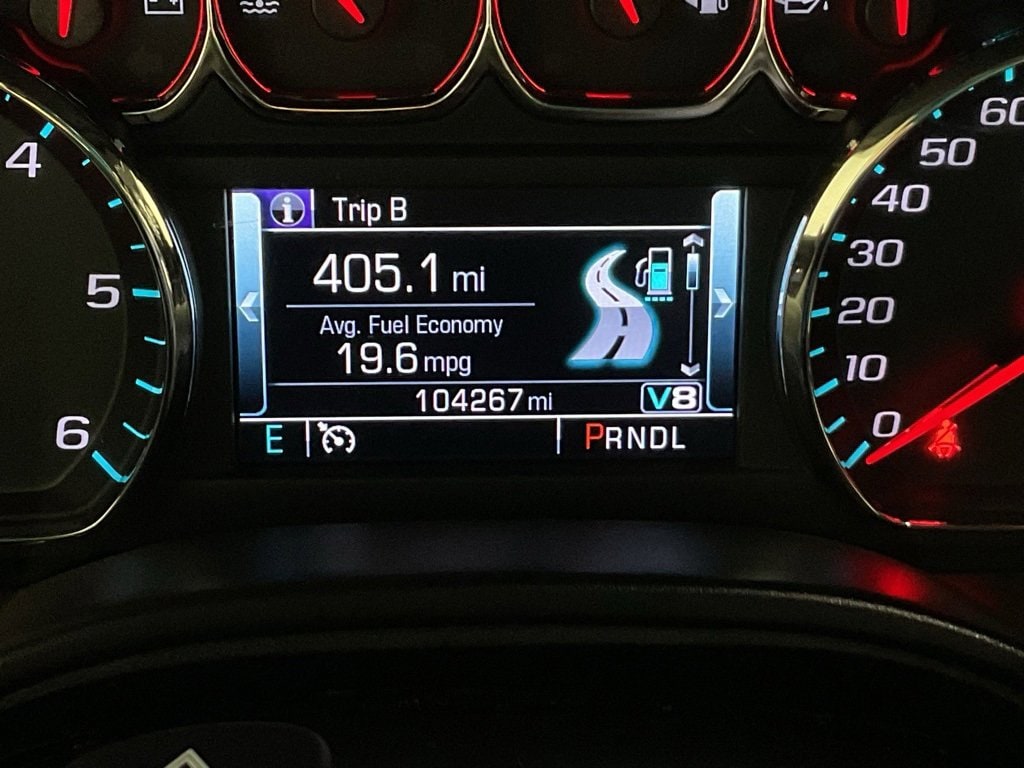 Trip B
405.1 mi
Avg. Fuel Economy
19.6 mpg
104267 mi V8
E PRNDL
4
5
6
60
50
40
30
20
10
0